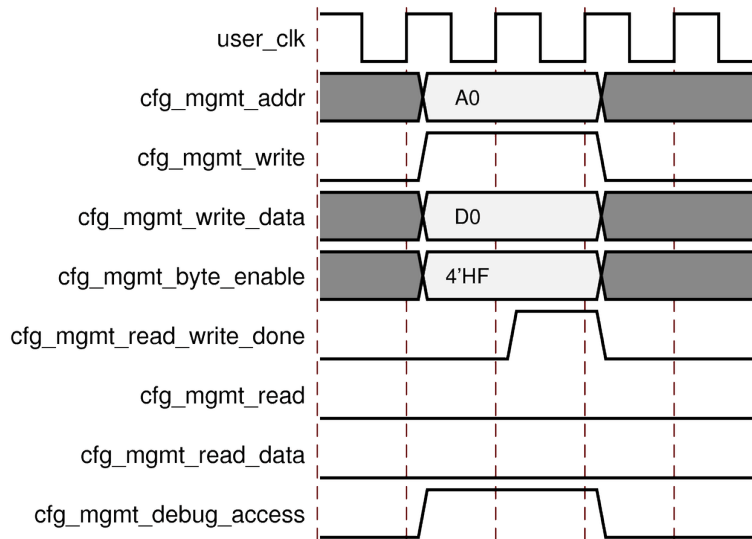 user_clk
cfg_mgmt_addr A0
cfg_mgmt_write
cfg_mgmt_write_data D0
cfg_mgmt_byte_enable 4’HF
cfg_mgmt_read_write_done
cfg_mgmt_read
cfg_mgmt_read_data
cfg_mgmt_debug_access